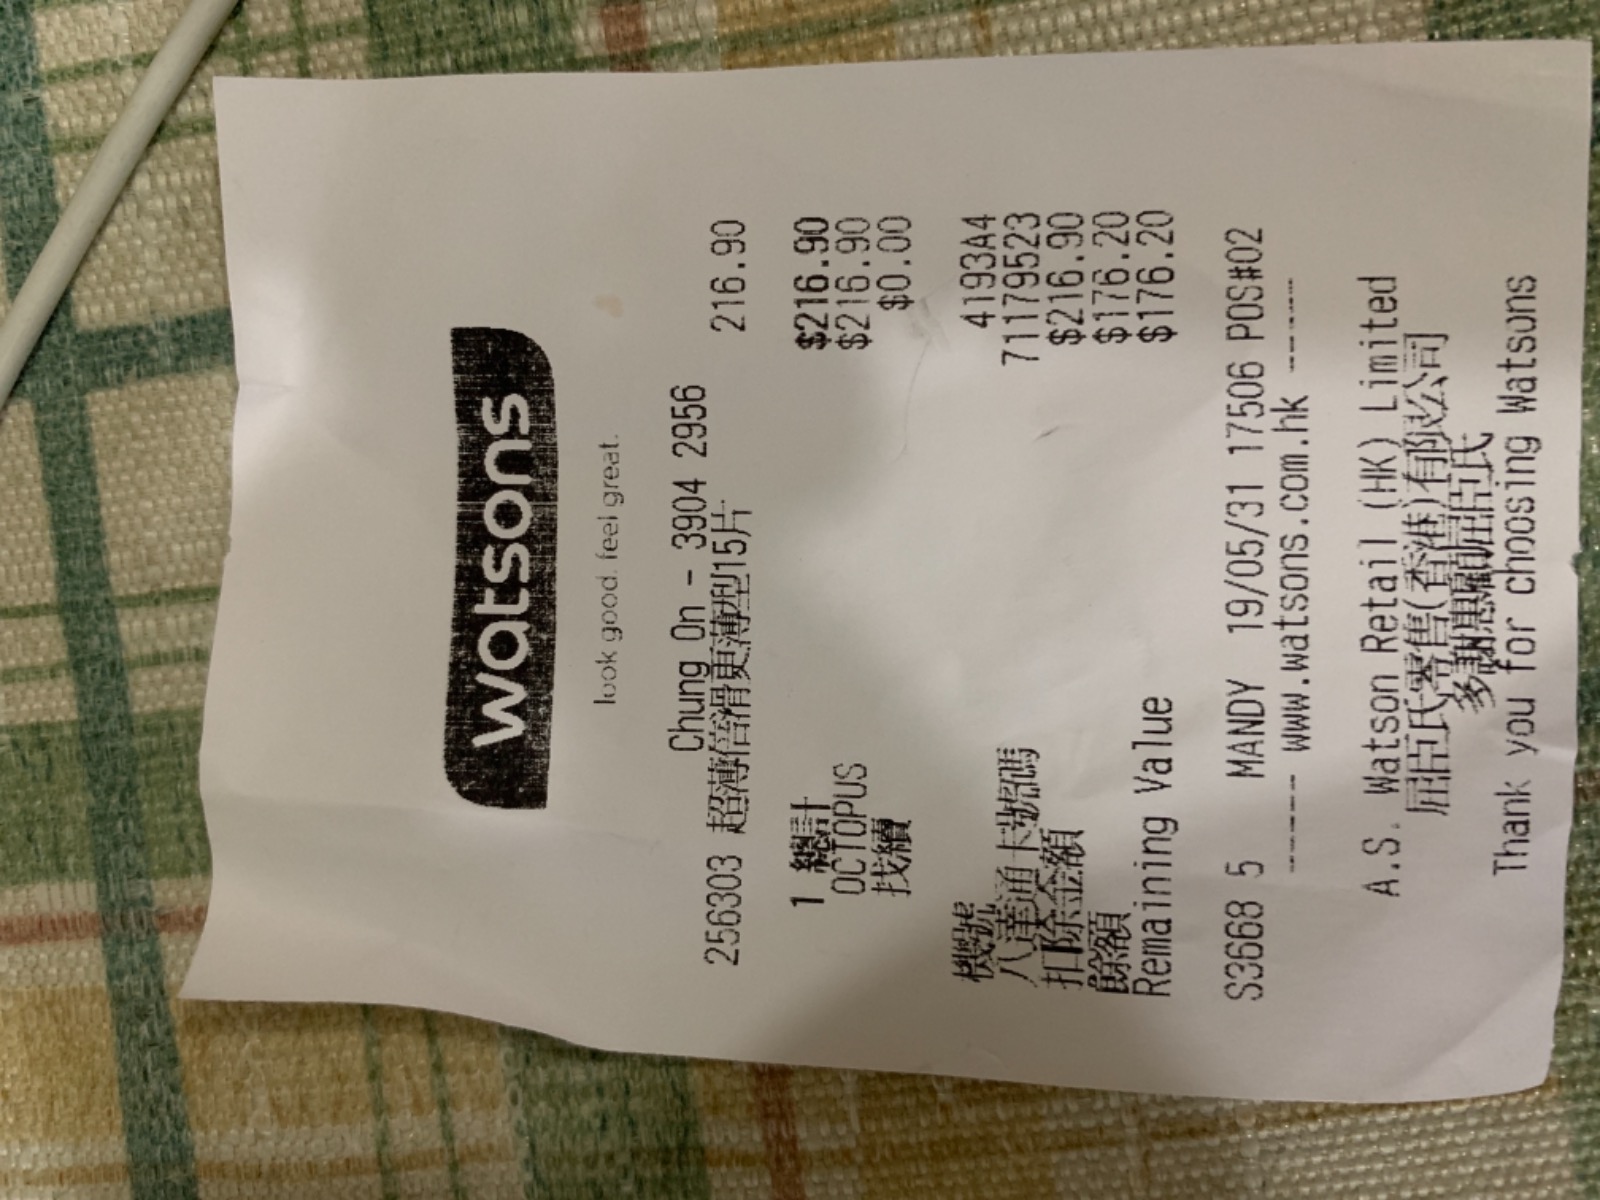 watsons
look good. feel great.
Chung On - 3904 2956
256303 超薄倍滑更薄型15片 216.90
1 總計 $216.90
OCTOPUS $216.90
找續 $0.00
機號 4193A4
八達通卡號碼 71179523
扣除金額 $216.90
餘額 $176.20
Remaining Value $176.20
S3668 5 MANDY 19/05/31 17506 POS#02
------ www.watsons.com.hk ------
A.S. Watson Retail (HK) Limited
屈臣氏零售(香港)有限公司
多謝惠顧屈臣氏
Thank you for choosing Watsons